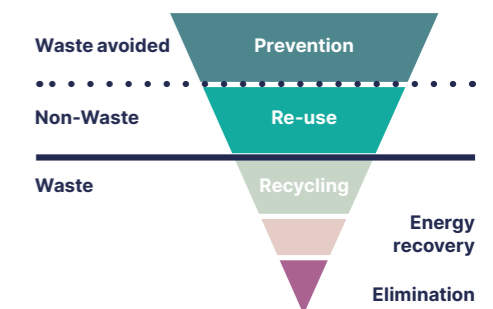 Waste avoided Prevention
Non-Waste Re-use
Waste Recycling
Energy
recovery
Elimination